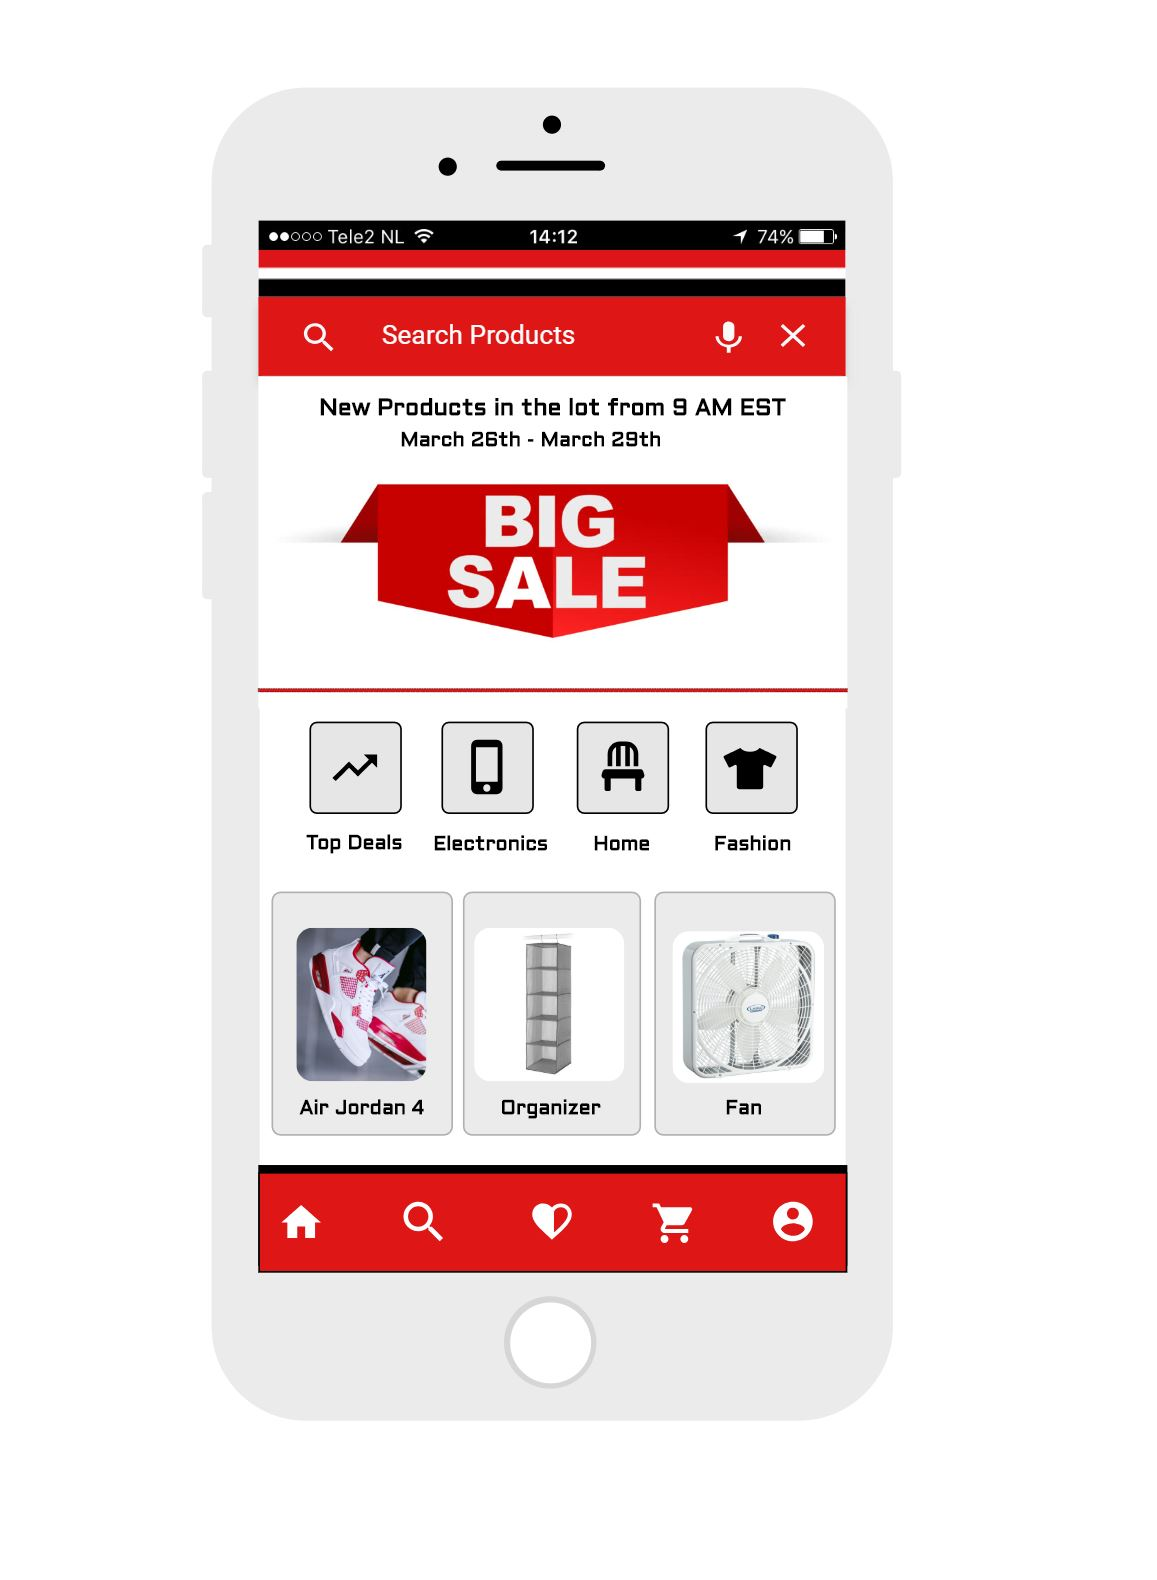 Tele2 NL 14:12 74%
Search Products
New Products in the lot from 9 AM EST
March 26th - March 29th
BIG
SALE
Top Deals Electronics Home Fashion
Air Jordan 4 Organizer Fan